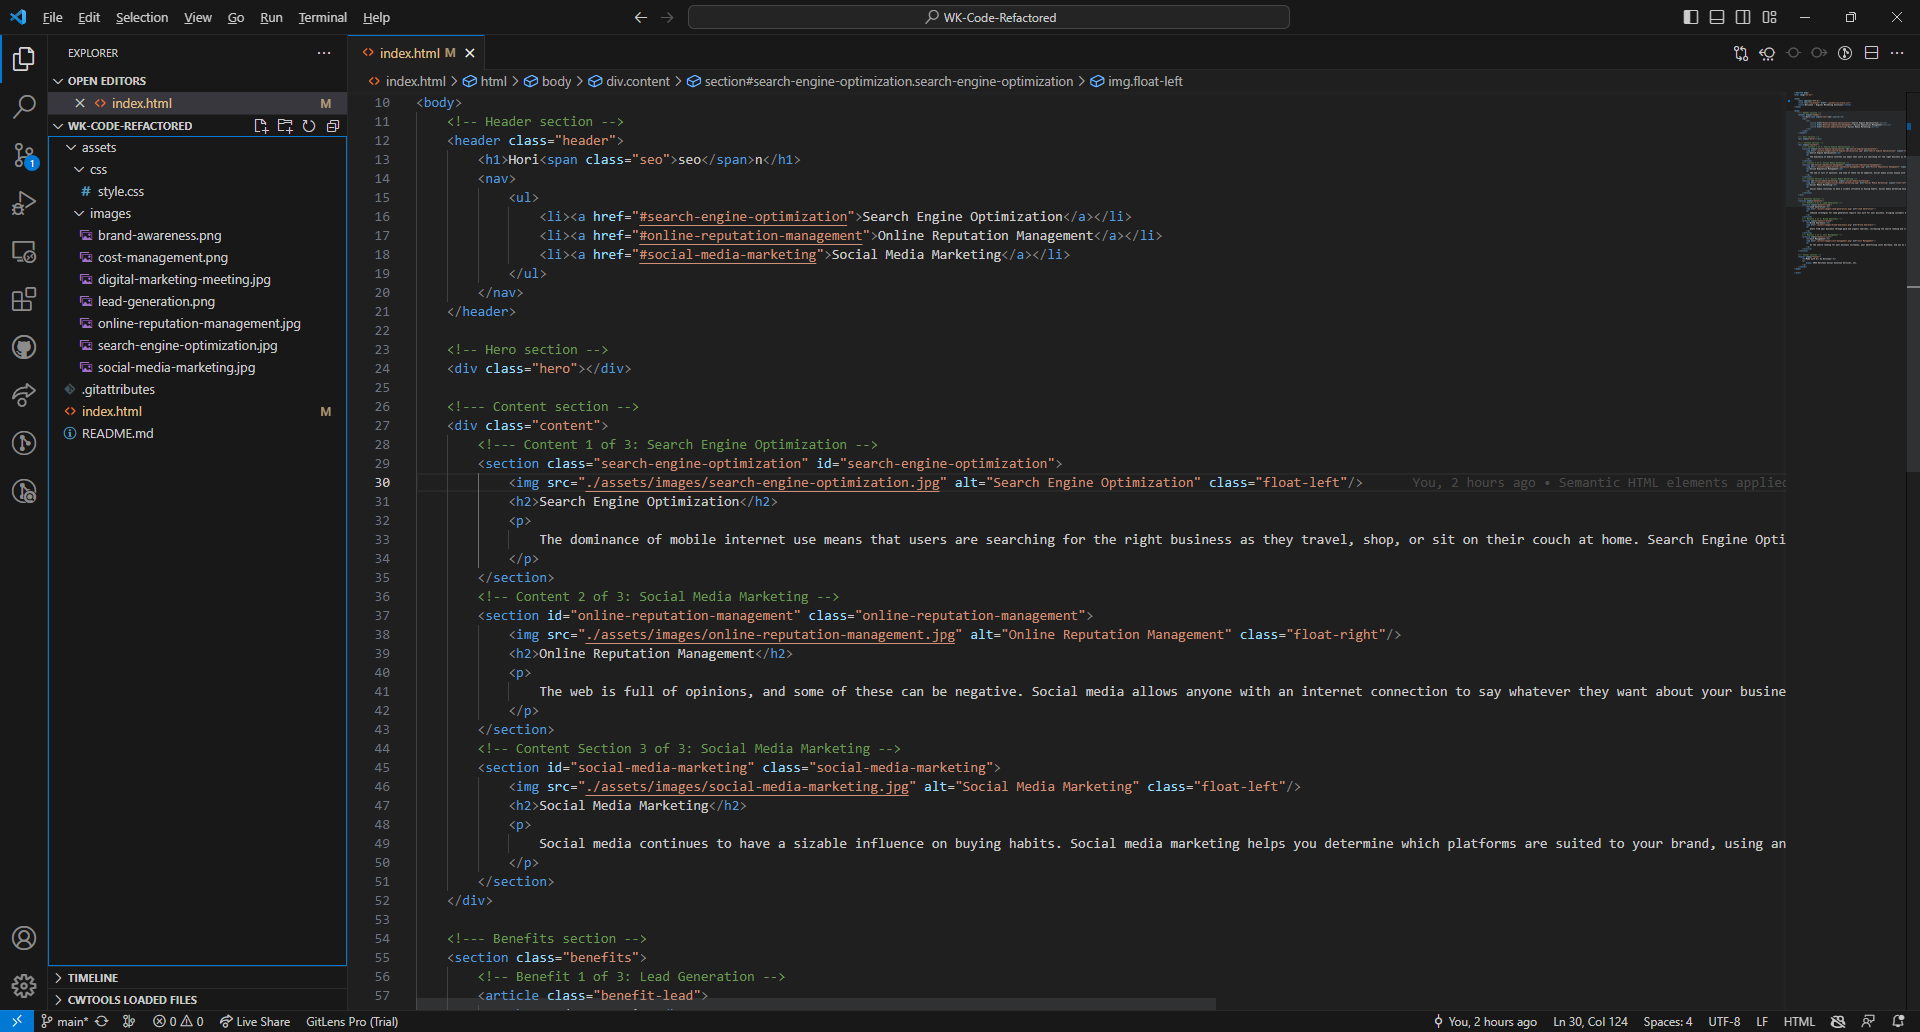 File Edit Selection View Go Run Terminal Help
WK-Code-Refactored
EXPLORER
OPEN EDITORS
index.html M
WK-CODE-REFACTORED
assets
css
style.css
images
brand-awareness.png
cost-management.png
digital-marketing-meeting.jpg
lead-generation.png
online-reputation-management.jpg
search-engine-optimization.jpg
social-media-marketing.jpg
.gitattributes
index.html M
README.md
TIMELINE
CWTOOLS LOADED FILES
1
index.html M
index.html > html > body > div.content > section#search-engine-optimization.search-engine-optimization > img.float-left
10 <body>
11 <!-- Header section -->
12 <header class="header">
13 <h1>Hori<span class="seo">seo</span>n</h1>
14 <nav>
15 <ul>
16 <li><a href="#search-engine-optimization">Search Engine Optimization</a></li>
17 <li><a href="#online-reputation-management">Online Reputation Management</a></li>
18 <li><a href="#social-media-marketing">Social Media Marketing</a></li>
19 </ul>
20 </nav>
21 </header>
22
23 <!-- Hero section -->
24 <div class="hero"></div>
25
26 <!--- Content section -->
27 <div class="content">
28 <!--- Content 1 of 3: Search Engine Optimization -->
29 <section class="search-engine-optimization" id="search-engine-optimization">
30 <img src="./assets/images/search-engine-optimization.jpg" alt="Search Engine Optimization" class="float-left"/> You, 2 hours ago • Semantic HTML elements applied
31 <h2>Search Engine Optimization</h2>
32 <p>
33 The dominance of mobile internet use means that users are searching for the right business as they travel, shop, or sit on their couch at home. Search Engine Opti
34 </p>
35 </section>
36 <!-- Content 2 of 3: Social Media Marketing -->
37 <section id="online-reputation-management" class="online-reputation-management">
38 <img src="./assets/images/online-reputation-management.jpg" alt="Online Reputation Management" class="float-right"/>
39 <h2>Online Reputation Management</h2>
40 <p>
41 The web is full of opinions, and some of these can be negative. Social media allows anyone with an internet connection to say whatever they want about your busine
42 </p>
43 </section>
44 <!-- Content Section 3 of 3: Social Media Marketing -->
45 <section id="social-media-marketing" class="social-media-marketing">
46 <img src="./assets/images/social-media-marketing.jpg" alt="Social Media Marketing" class="float-left"/>
47 <h2>Social Media Marketing</h2>
48 <p>
49 Social media continues to have a sizable influence on buying habits. Social media marketing helps you determine which platforms are suited to your brand, using an
50 </p>
51 </section>
52 </div>
53
54 <!--- Benefits section -->
55 <section class="benefits">
56 <!-- Benefit 1 of 3: Lead Generation -->
57 <article class="benefit-lead">
main* 0 0 Live Share GitLens Pro (Trial) You, 2 hours ago Ln 30, Col 124 Spaces: 4 UTF-8 LF HTML